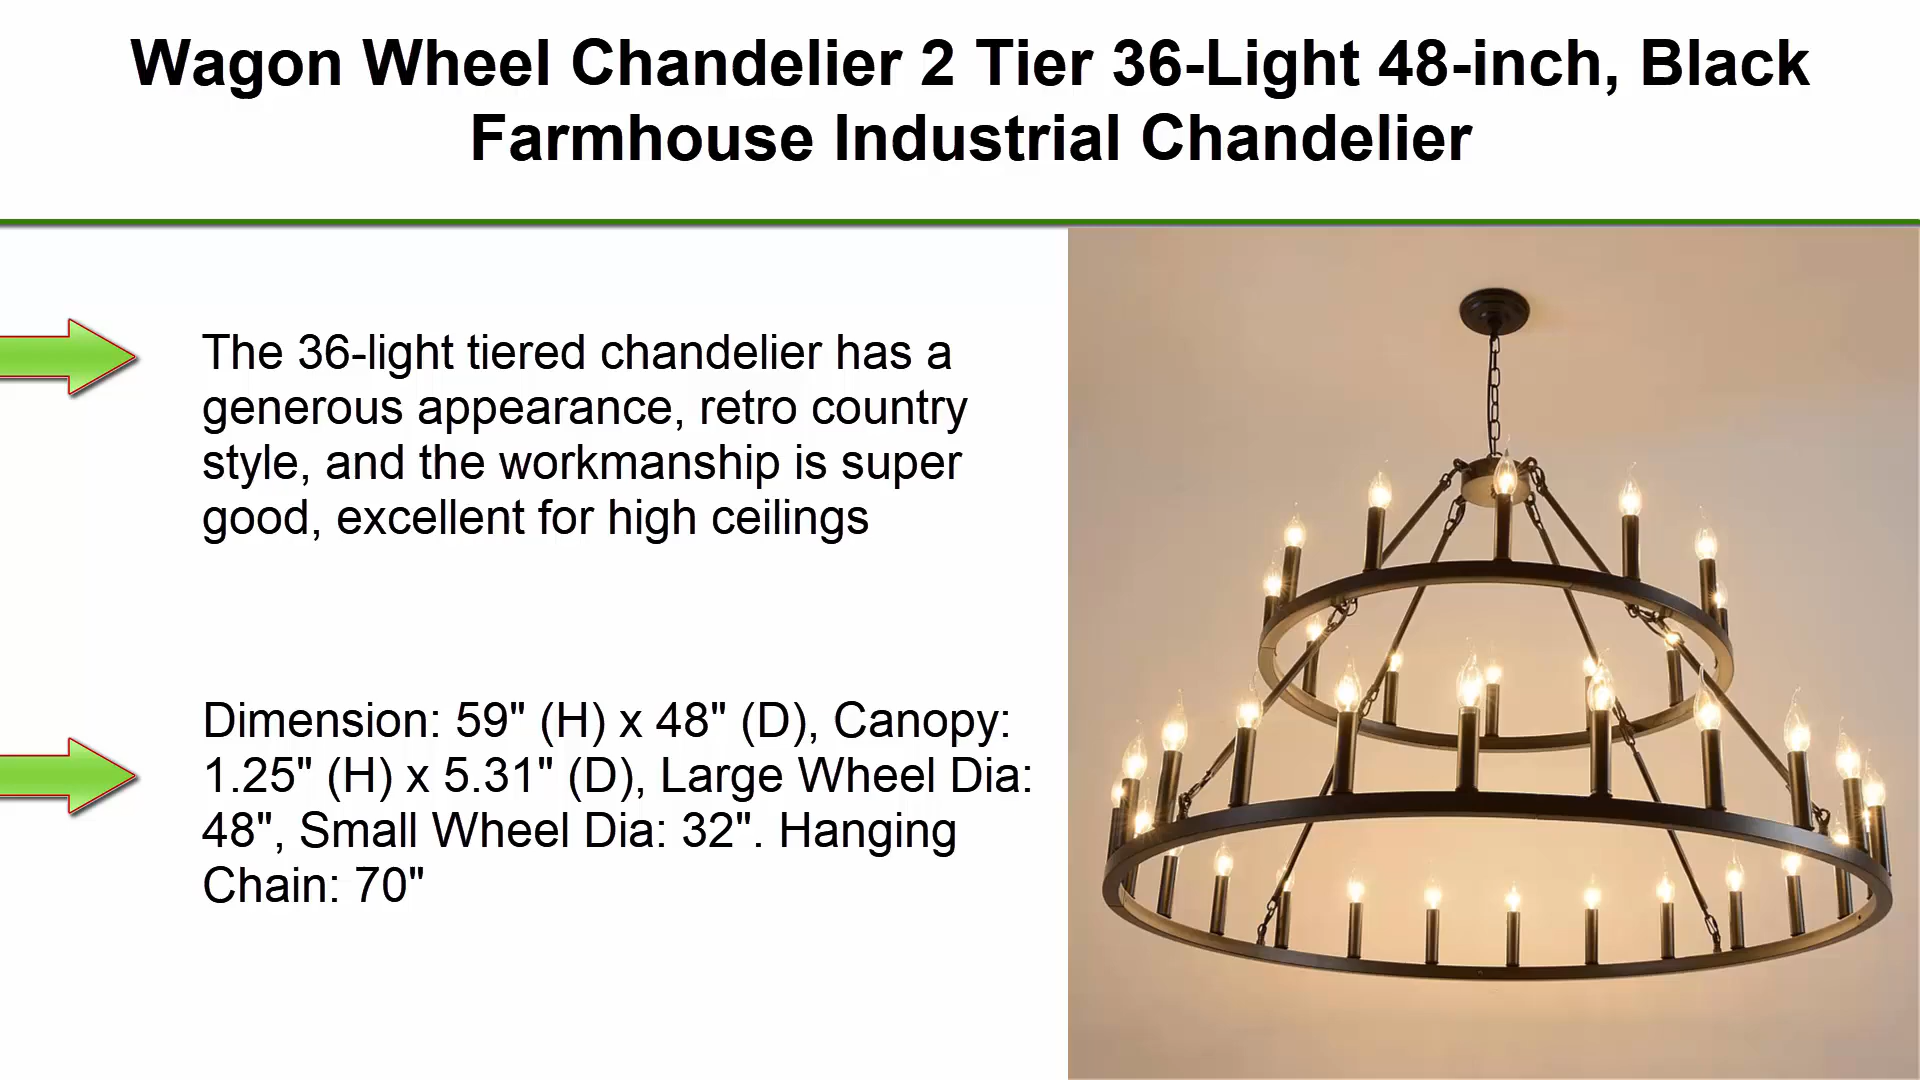 Wagon Wheel Chandelier 2 Tier 36-Light 48-inch, Black
Farmhouse Industrial Chandelier
The 36-light tiered chandelier has a
generous appearance, retro country
style, and the workmanship is super
good, excellent for high ceilings
Dimension: 59" (H) x 48" (D), Canopy:
1.25" (H) x 5.31" (D), Large Wheel Dia:
48", Small Wheel Dia: 32". Hanging
Chain: 70"